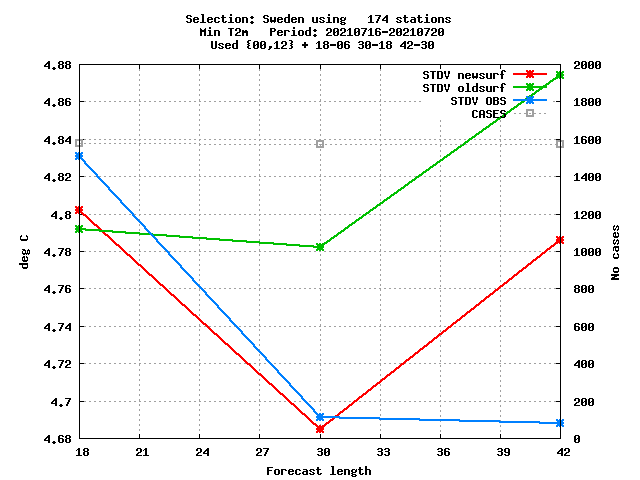 Selection: Sweden using   174 stations
Min T2m   Period: 20210716-20210720
Used {00,12} + 18-06 30-18 42-30
4.88
4.86
4.84
4.82
4.8
4.78
4.76
4.74
4.72
4.7
4.68
deg C
STDV newsurf
STDV oldsurf
STDV OBS
CASES
2000
1800
1600
1400
1200
1000
800
600
400
200
0
No cases
18 21 24 27 30 33 36 39 42
Forecast length